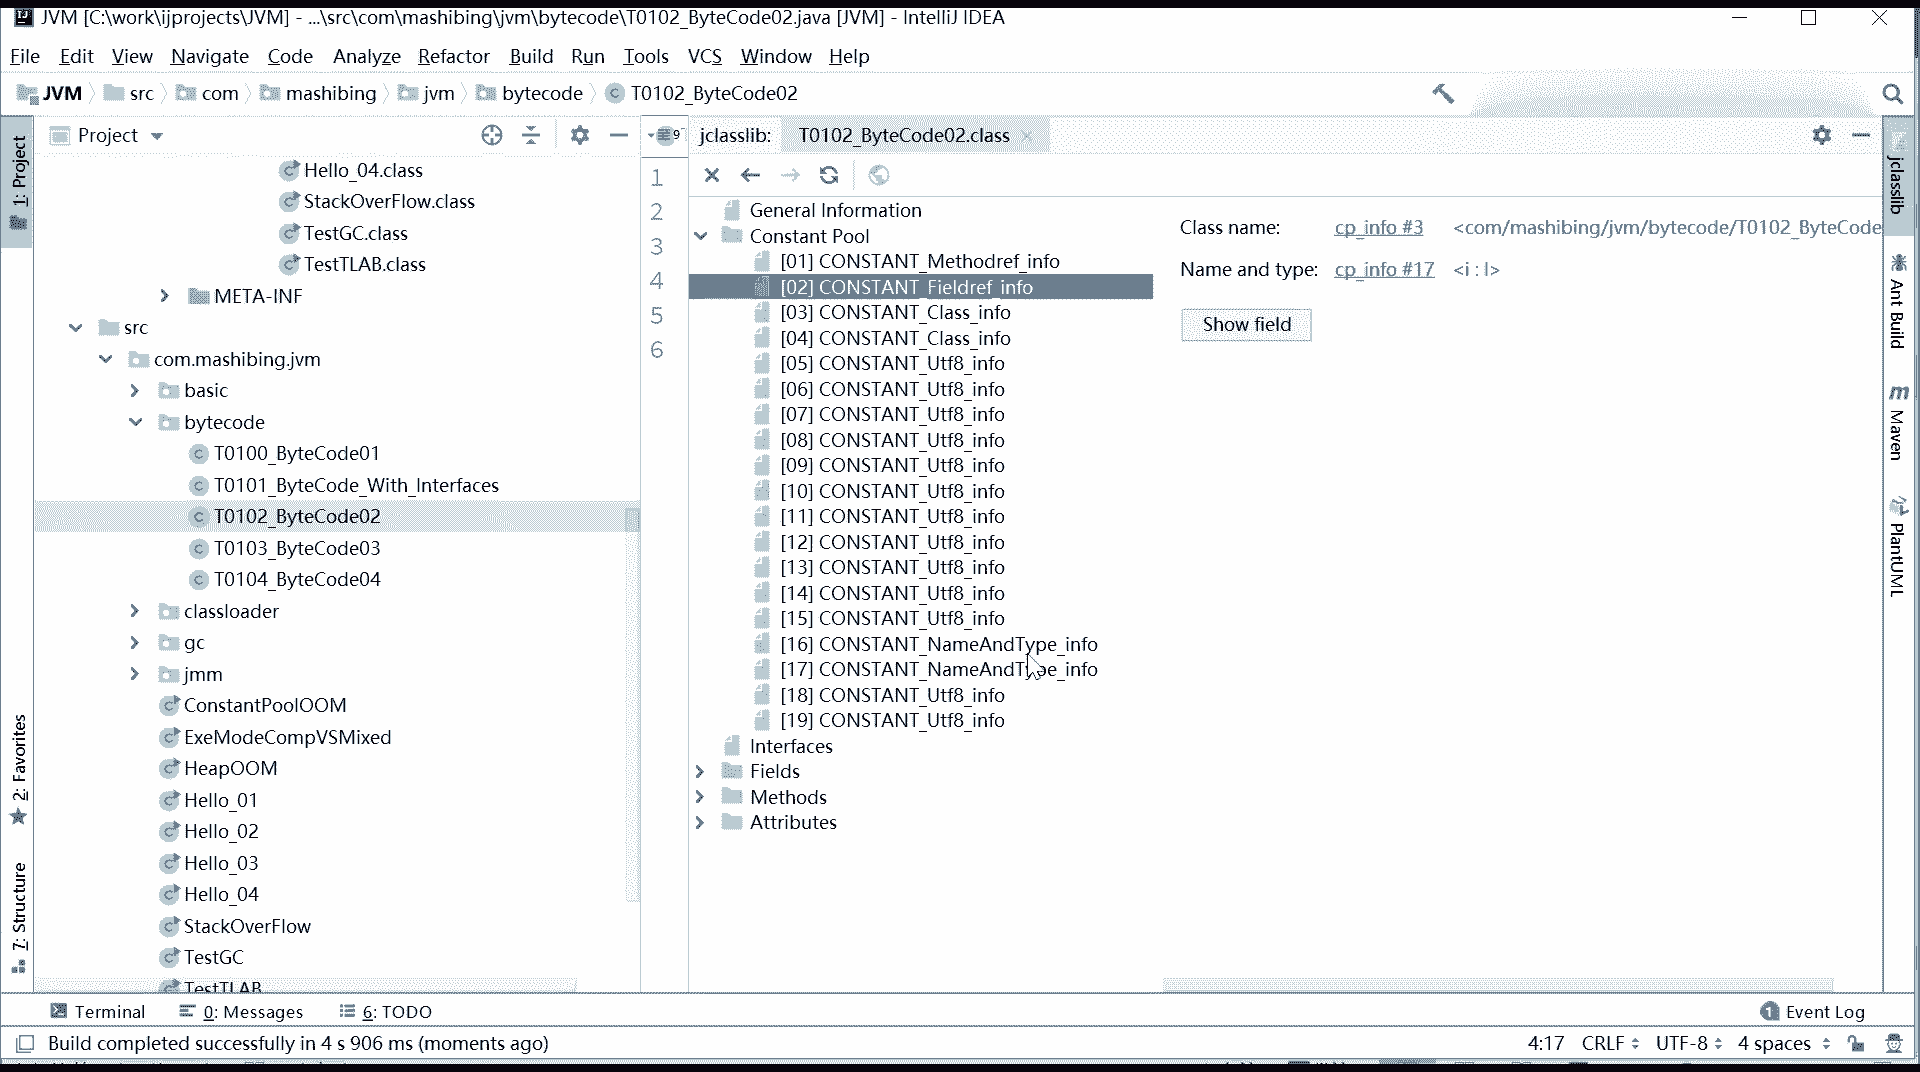 JVM [C:\work\ijprojects\JVM] - ...\src\com\mashibing\jvm\bytecode\T0102_ByteCode02.java [JVM] - IntelliJ IDEA
File Edit View Navigate Code Analyze Refactor Build Run Tools VCS Window Help
JVM src com mashibing jvm bytecode T0102_ByteCode02
1: Project
2: Favorites
7: Structure
Project
Hello_04.class
StackOverFlow.class
TestGC.class
TestTLAB.class
META-INF
src
com.mashibing.jvm
basic
bytecode
T0100_ByteCode01
T0101_ByteCode_With_Interfaces
T0102_ByteCode02
T0103_ByteCode03
T0104_ByteCode04
classloader
gc
jmm
ConstantPoolOOM
ExeModeCompVSMixed
HeapOOM
Hello_01
Hello_02
Hello_03
Hello_04
StackOverFlow
TestGC
TestTLAB
1
2
3
4
5
6
jclasslib: T0102_ByteCode02.class
General Information
Constant Pool
[01] CONSTANT_Methodref_info
[02] CONSTANT_Fieldref_info
[03] CONSTANT_Class_info
[04] CONSTANT_Class_info
[05] CONSTANT_Utf8_info
[06] CONSTANT_Utf8_info
[07] CONSTANT_Utf8_info
[08] CONSTANT_Utf8_info
[09] CONSTANT_Utf8_info
[10] CONSTANT_Utf8_info
[11] CONSTANT_Utf8_info
[12] CONSTANT_Utf8_info
[13] CONSTANT_Utf8_info
[14] CONSTANT_Utf8_info
[15] CONSTANT_Utf8_info
[16] CONSTANT_NameAndType_info
[17] CONSTANT_NameAndType_info
[18] CONSTANT_Utf8_info
[19] CONSTANT_Utf8_info
Interfaces
Fields
Methods
Attributes
Class name: cp_info #3 <com/mashibing/jvm/bytecode/T0102_ByteCode
Name and type: cp_info #17 <i : I>
Show field
jclasslib
Ant Build
Maven
PlantUML
Terminal 0: Messages 6: TODO 1 Event Log
Build completed successfully in 4 s 906 ms (moments ago) 4:17 CRLF UTF-8 4 spaces